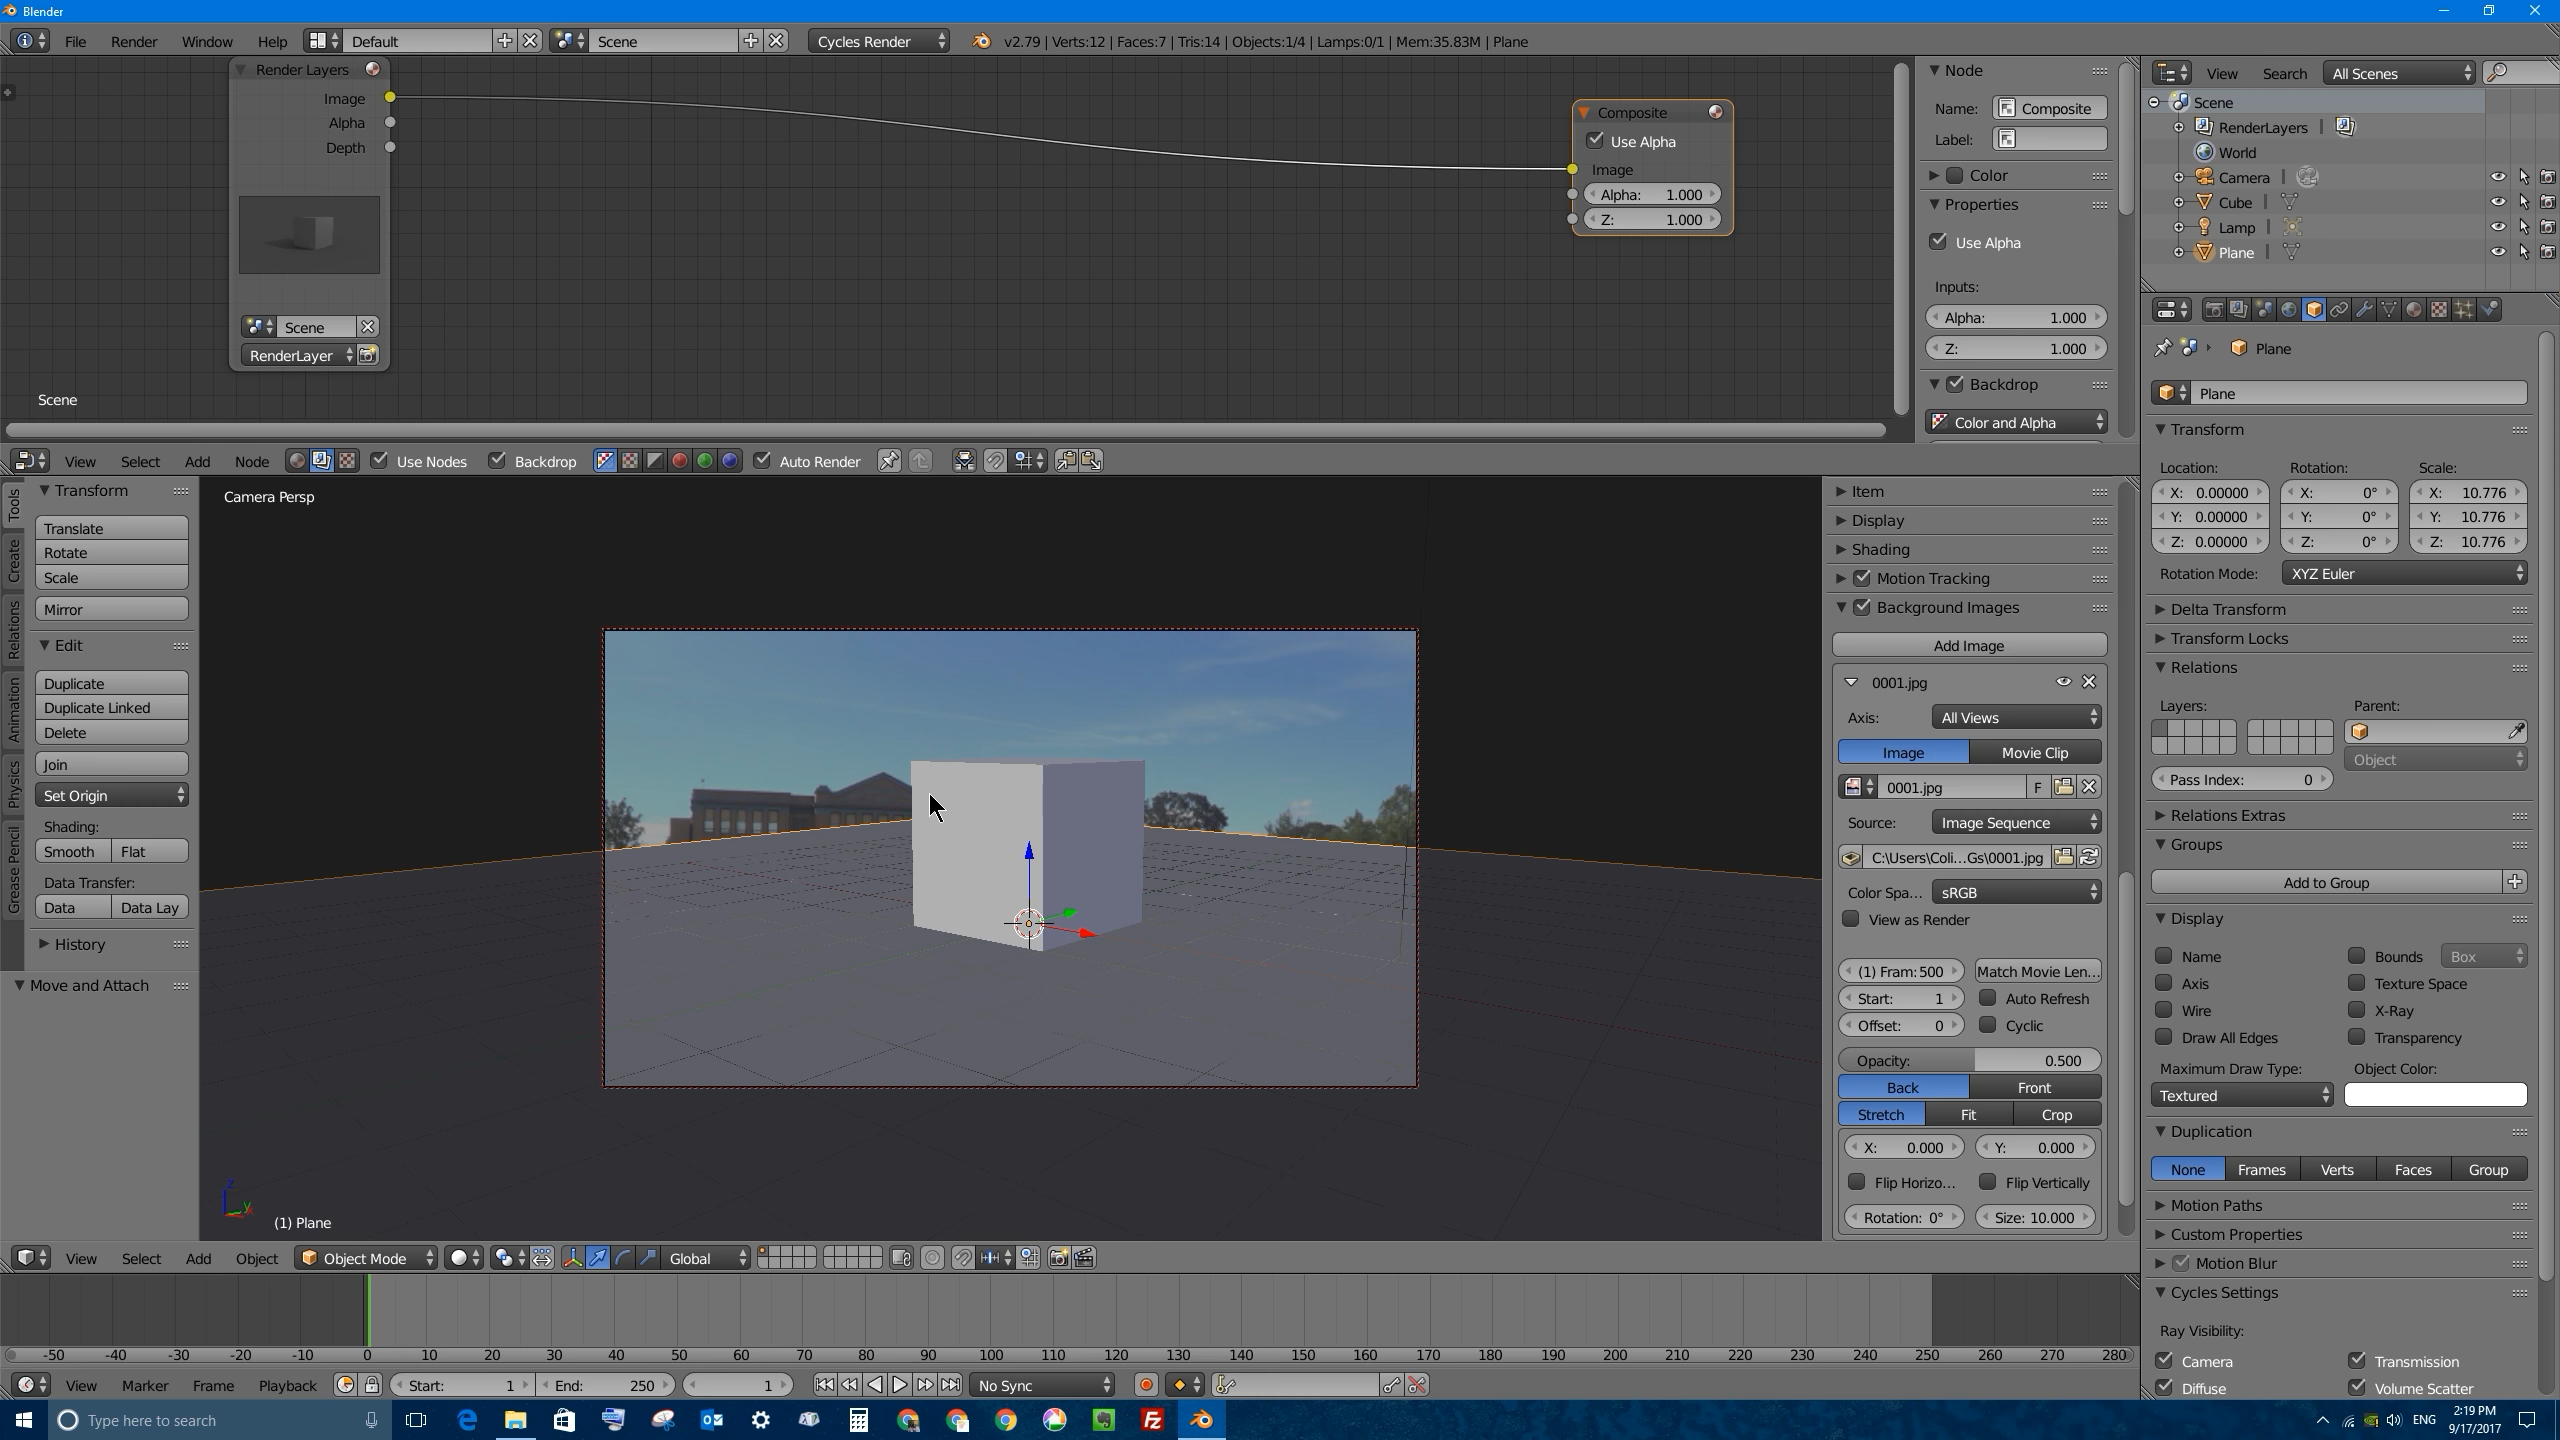 Blender
File Render Window Help Default Scene Cycles Render v2.79 | Verts:12 | Faces:7 | Tris:14 | Objects:1/4 | Lamps:0/1 | Mem:35.83M | Plane
Render Layers
Image
Alpha
Depth
Scene
RenderLayer
Scene
Composite
Use Alpha
Image
Alpha: 1.000
Z: 1.000
Node
Name: Composite
Label:
Color
Properties
Use Alpha
Inputs:
Alpha: 1.000
Z: 1.000
Backdrop
Color and Alpha
View Search All Scenes
Scene
RenderLayers |
World
Camera |
Cube |
Lamp |
Plane |
View Select Add Node Use Nodes Backdrop Auto Render
Tools
Create
Relations
Animation
Physics
Grease Pencil
Transform
Translate
Rotate
Scale
Mirror
Edit
Duplicate
Duplicate Linked
Delete
Join
Set Origin
Shading:
Smooth Flat
Data Transfer:
Data Data Lay
History
Move and Attach
Camera Persp
(1) Plane
Item
Display
Shading
Motion Tracking
Background Images
Add Image
0001.jpg
Axis: All Views
Image Movie Clip
0001.jpg F
Source: Image Sequence
C:\Users\Coli...Gs\0001.jpg
Color Spa... sRGB
View as Render
(1) Fram: 500 Match Movie Len...
Start: 1 Auto Refresh
Offset: 0 Cyclic
Opacity: 0.500
Back Front
Stretch Fit Crop
X: 0.000 Y: 0.000
Flip Horizo... Flip Vertically
Rotation: 0° Size: 10.000
Plane
Plane
Transform
Location: Rotation: Scale:
X: 0.00000 X: 0° X: 10.776
Y: 0.00000 Y: 0° Y: 10.776
Z: 0.00000 Z: 0° Z: 10.776
Rotation Mode: XYZ Euler
Delta Transform
Transform Locks
Relations
Layers: Parent:
Object
Pass Index: 0
Relations Extras
Groups
Add to Group
Display
Name Bounds Box
Axis Texture Space
Wire X-Ray
Draw All Edges Transparency
Maximum Draw Type: Object Color:
Textured
Duplication
None Frames Verts Faces Group
Motion Paths
Custom Properties
Motion Blur
Cycles Settings
Ray Visibility:
Camera Transmission
Diffuse Volume Scatter
View Select Add Object Object Mode Global
-50 -40 -30 -20 -10 0 10 20 30 40 50 60 70 80 90 100 110 120 130 140 150 160 170 180 190 200 210 220 230 240 250 260 270 280
View Marker Frame Playback Start: 1 End: 250 1 No Sync
Type here to search
ENG
2:19 PM
9/17/2017